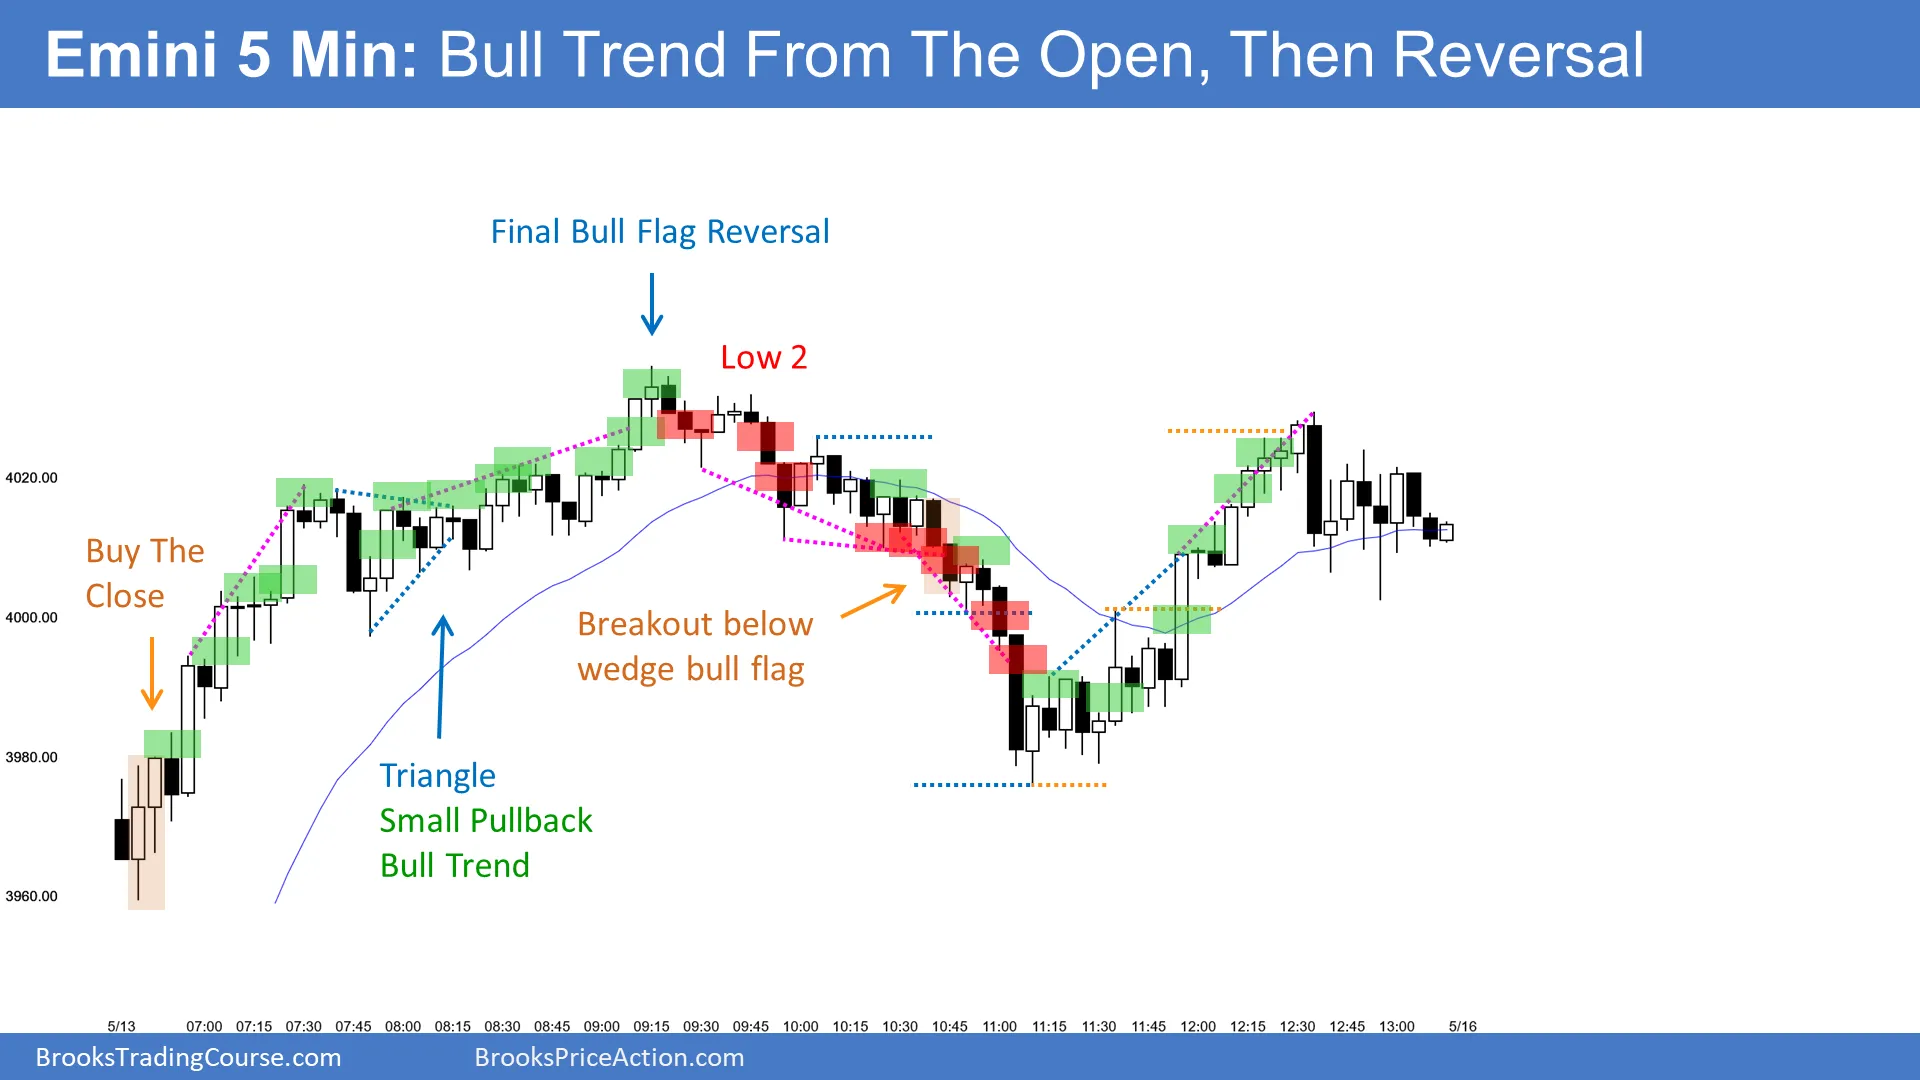 Emini 5 Min: Bull Trend From The Open, Then Reversal
Final Bull Flag Reversal
Low 2
4020.00
Buy The
Close
4000.00
Breakout below
wedge bull flag
3980.00
Triangle
Small Pullback
Bull Trend
3960.00
5/13 07:00 07:15 07:30 07:45 08:00 08:15 08:30 08:45 09:00 09:15 09:30 09:45 10:00 10:15 10:30 10:45 11:00 11:15 11:30 11:45 12:00 12:15 12:30 12:45 13:00 5/16
BrooksTradingCourse.com BrooksPriceAction.com